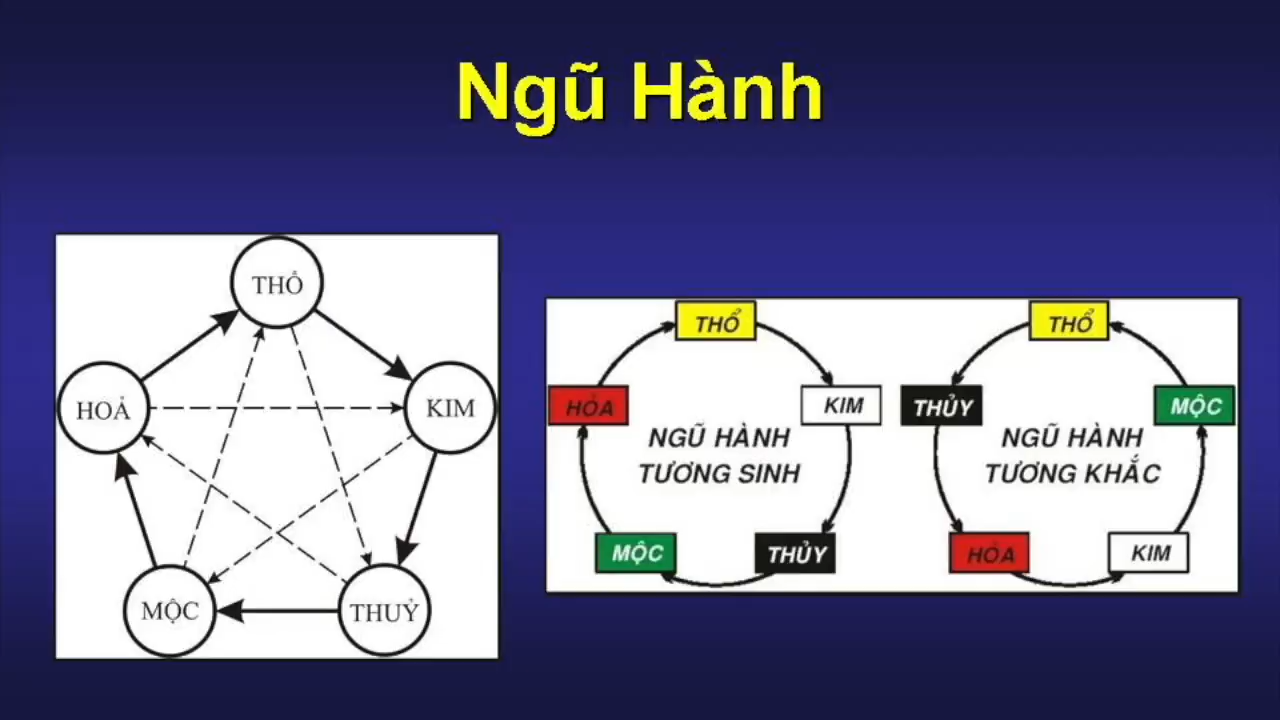 Ngũ Hành
THỔ
HOẢ
KIM
MỘC
THUỶ
THỔ
HỎA
KIM
NGŨ HÀNH
TƯƠNG SINH
MỘC
THỦY
THỔ
THỦY
MỘC
NGŨ HÀNH
TƯƠNG KHẮC
HỎA
KIM